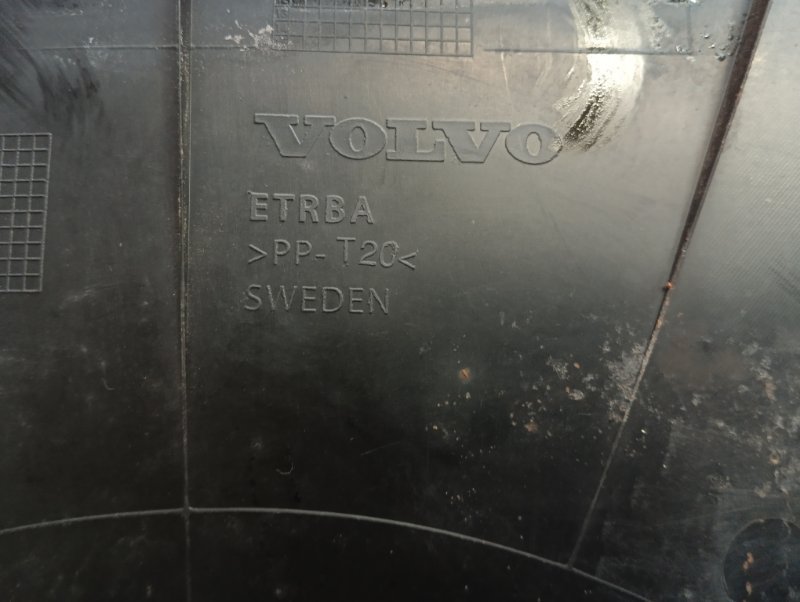 VOLVO
ETRBA
>PP-T20<
SWEDEN